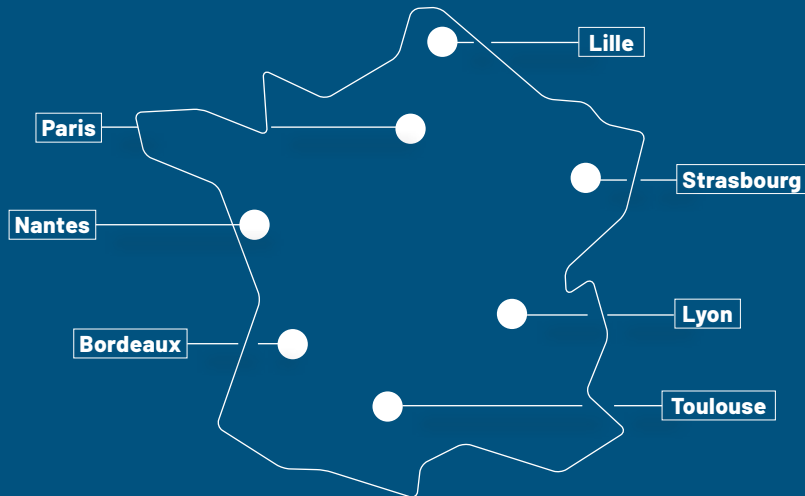 Lille
Paris
Strasbourg
Nantes
Lyon
Bordeaux
Toulouse